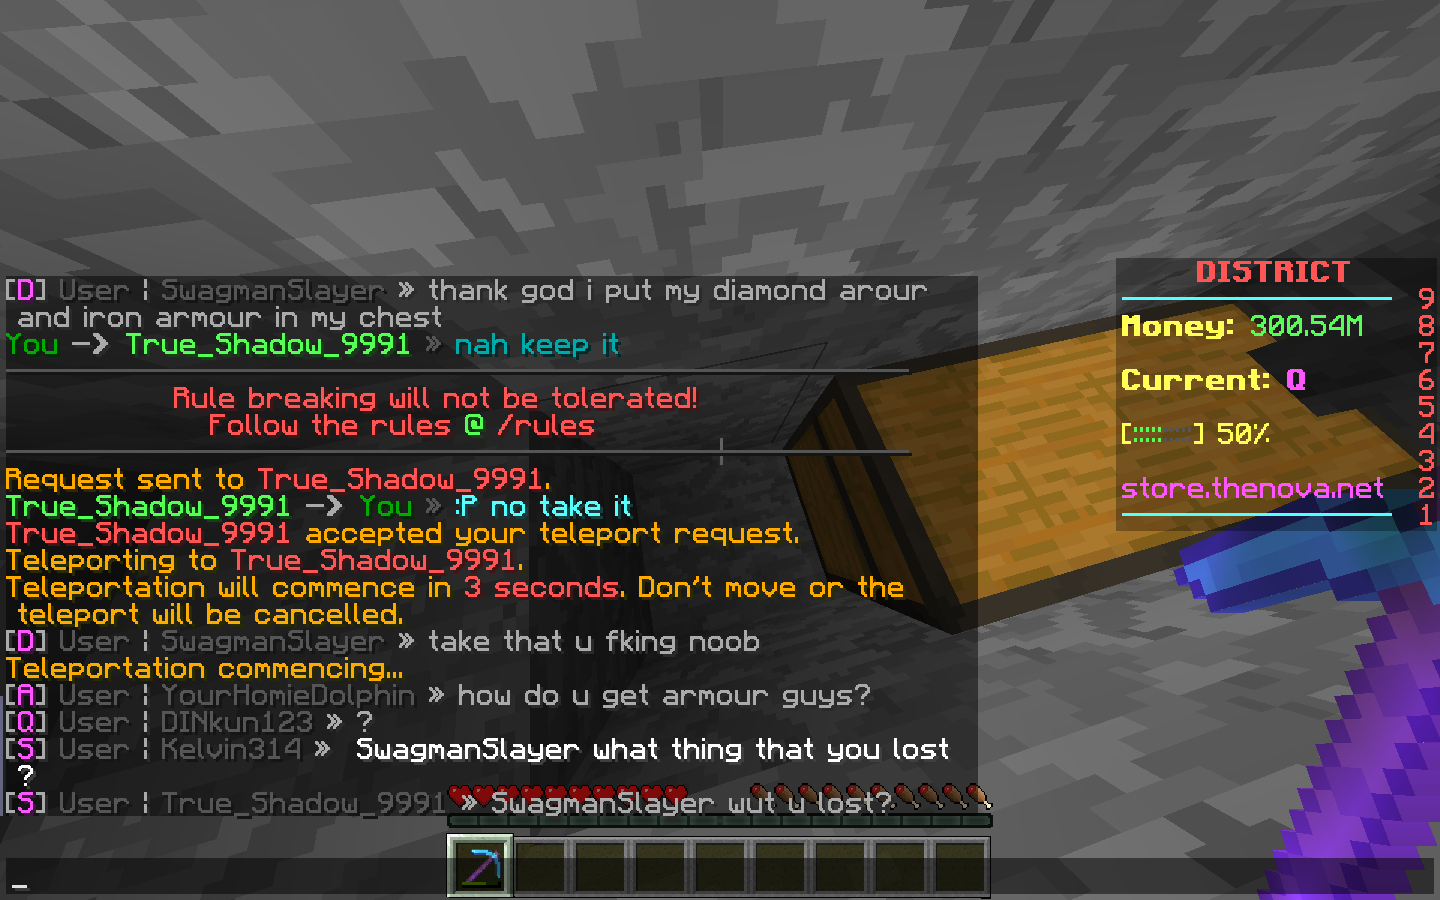 [D] User ¦ SwagmanSlayer » thank god i put my diamond arour
and iron armour in my chest
You -> True_Shadow_9991 » nah keep it
Rule breaking will not be tolerated!
Follow the rules @ /rules
Request sent to True_Shadow_9991.
True_Shadow_9991 -> You » :P no take it
True_Shadow_9991 accepted your teleport request.
Teleporting to True_Shadow_9991.
Teleportation will commence in 3 seconds. Don't move or the
teleport will be cancelled.
[D] User ¦ SwagmanSlayer » take that u fking noob
Teleportation commencing...
[A] User ¦ YourHomieDolphin » how do u get armour guys?
[Q] User ¦ DINkun123 » ?
[S] User ¦ Kelvin314 » SwagmanSlayer what thing that you lost
?
[S] User ¦ True_Shadow_9991 » SwagmanSlayer wut u lost?
_
DISTRICT
9
Money: 300.54M 8
7
Current: Q 6
5
[::::::::::] 50% 4
3
store.thenova.net 2
1